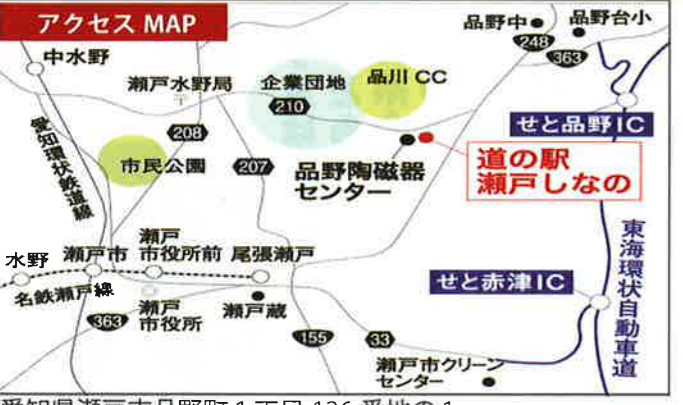 アクセス MAP
品野中
品野台小
248
363
中水野
瀬戸水野局
企業団地
品川 CC
210
せと品野IC
愛知環状鉄道線
208
市民公園
207
品野陶磁器
センター
道の駅
瀬戸しなの
東海環状自動車道
水野
瀬戸市
瀬戸
市役所前
尾張瀬戸
せと赤津IC
名鉄瀬戸線
瀬戸
市役所
瀬戸蔵
363
155
33
瀬戸市クリーン
センター